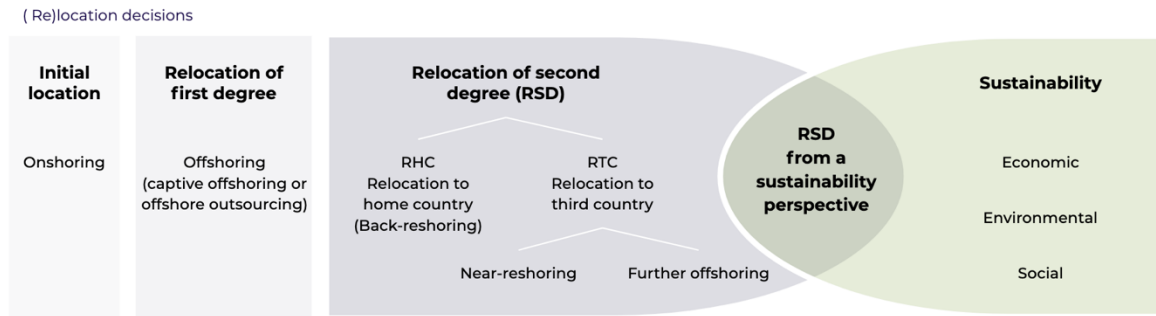 ( Re)location decisions
Initial
location
Onshoring
Relocation of
first degree
Offshoring
(captive offshoring or
offshore outsourcing)
Relocation of second
degree (RSD)
RHC
Relocation to
home country
(Back-reshoring)
RTC
Relocation to
third country
Near-reshoring
Further offshoring
RSD
from a
sustainability
perspective
Sustainability
Economic
Environmental
Social